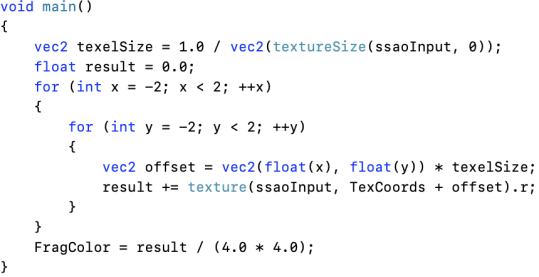 void main()
{
    vec2 texelSize = 1.0 / vec2(textureSize(ssaoInput, 0));
    float result = 0.0;
    for (int x = -2; x < 2; ++x)
    {
        for (int y = -2; y < 2; ++y)
        {
            vec2 offset = vec2(float(x), float(y)) * texelSize;
            result += texture(ssaoInput, TexCoords + offset).r;
        }
    }
    FragColor = result / (4.0 * 4.0);
}